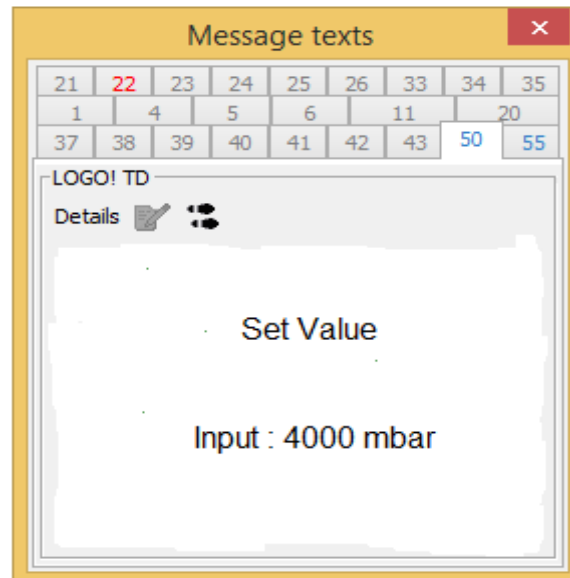 Message texts
21 22 23 24 25 26 33 34 35
1 4 5 6 11 20
37 38 39 40 41 42 43 50 55
LOGO! TD
Details
Set Value
Input : 4000 mbar